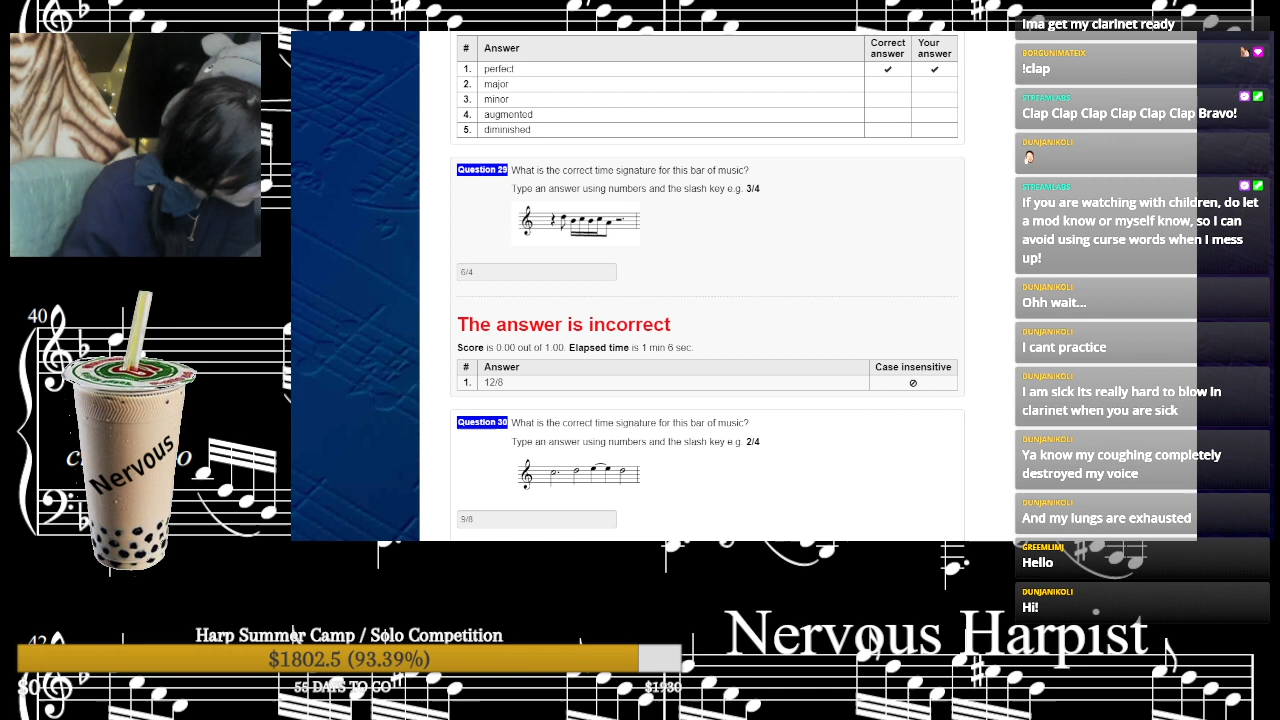 Ima get my clarinet ready
BORGUNIMATEIX
!clap
STREAMLABS
Clap Clap Clap Clap Clap Clap Bravo!
DUNJANIKOLI
STREAMLABS
If you are watching with children, do let
a mod know or myself know, so I can
avoid using curse words when I mess
up!
DUNJANIKOLI
Ohh wait...
DUNJANIKOLI
I cant practice
DUNJANIKOLI
I am sick its really hard to blow in
clarinet when you are sick
DUNJANIKOLI
Ya know my coughing completely
destroyed my voice
DUNJANIKOLI
And my lungs are exhausted
GREEMLIMJ
Hello
DUNJANIKOLI
Hi!
# Answer Correct answer Your answer
1. perfect ✔ ✔
2. major
3. minor
4. augmented
5. diminished
Question 29 What is the correct time signature for this bar of music?
Type an answer using numbers and the slash key e.g. 3/4
6/4
The answer is incorrect
Score is 0.00 out of 1.00. Elapsed time is 1 min 6 sec.
# Answer Case insensitive
1. 12/8
Question 30 What is the correct time signature for this bar of music?
Type an answer using numbers and the slash key e.g. 2/4
9/8
40
Nervous
42
Harp Summer Camp / Solo Competition
$1802.5 (93.39%)
$0 55 DAYS TO GO $1930
Nervous Harpist